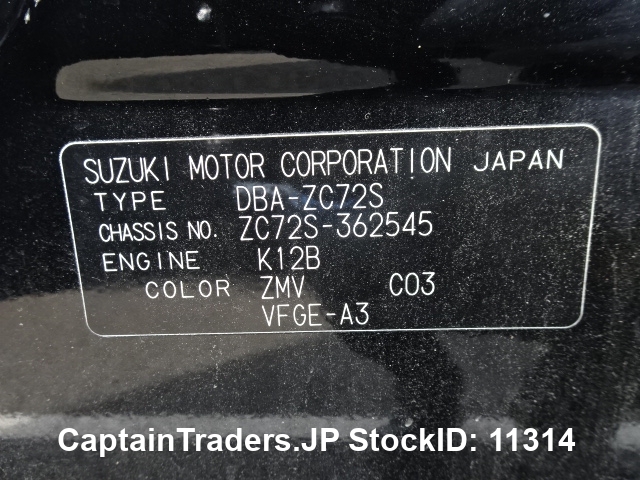 SUZUKI MOTOR CORPORATION JAPAN
TYPE DBA-ZC72S
CHASSIS NO. ZC72S-362545
ENGINE K12B
COLOR ZMV C03
VFGE-A3
CaptainTraders.JP StockID: 11314